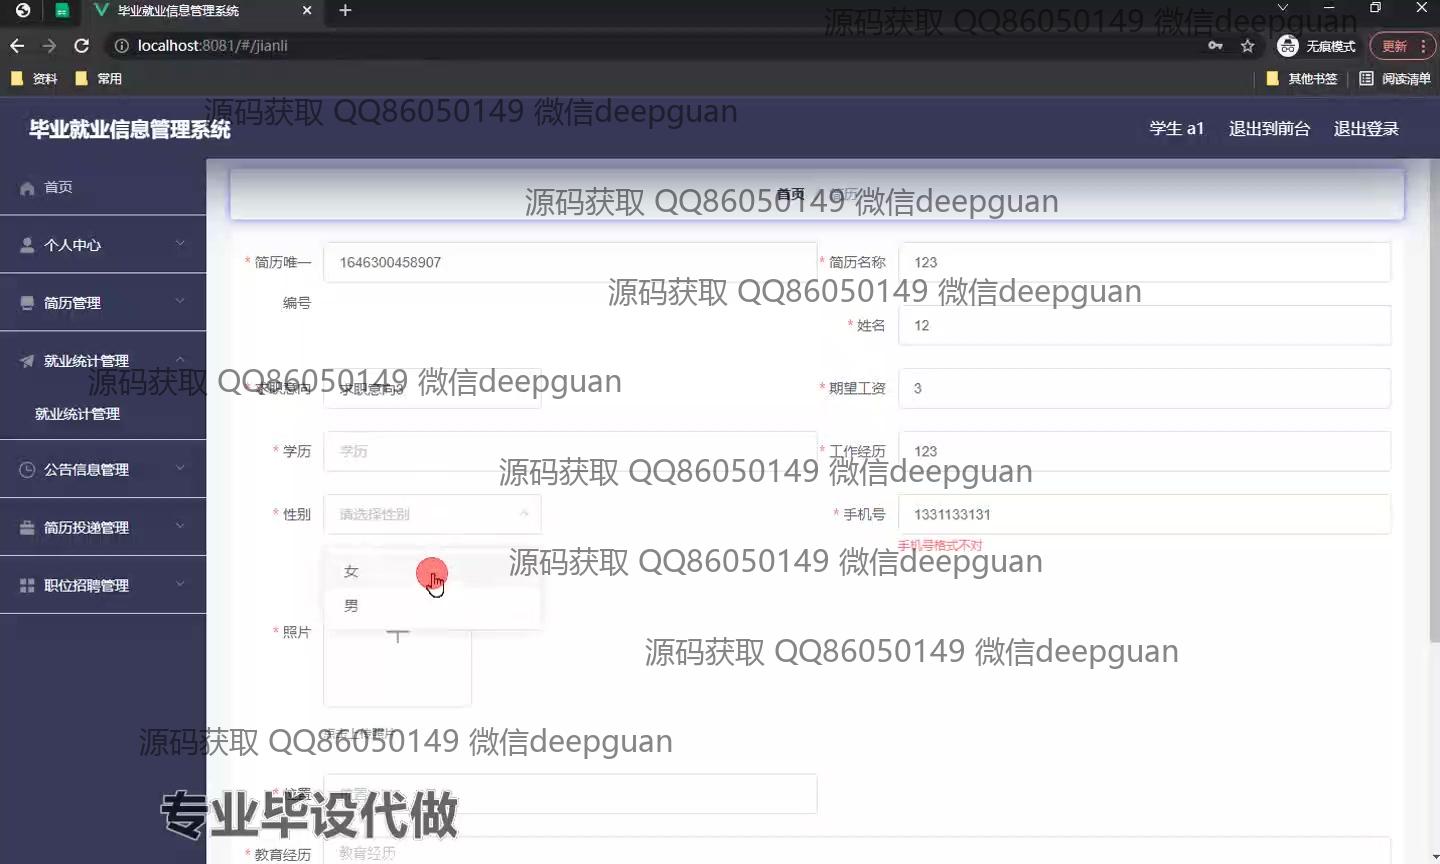 毕业就业信息管理系统
源码获取 QQ86050149 微信deepguan
localhost:8081/#/jianli
无痕模式
更新
资料
常用
其他书签
阅读清单
源码获取 QQ86050149 微信deepguan
毕业就业信息管理系统
学生 a1
退出到前台
退出登录
首页
首页
简历
源码获取 QQ86050149 微信deepguan
个人中心
* 简历唯一
编号
1646300458907
* 简历名称
123
源码获取 QQ86050149 微信deepguan
简历管理
* 姓名
12
就业统计管理
源码获取 QQ86050149 微信deepguan
* 求职意向
求职意向3
* 期望工资
3
就业统计管理
* 学历
学历
* 工作经历
123
公告信息管理
源码获取 QQ86050149 微信deepguan
* 性别
请选择性别
* 手机号
1331133131
手机号格式不对
简历投递管理
源码获取 QQ86050149 微信deepguan
女
男
职位招聘管理
* 照片
源码获取 QQ86050149 微信deepguan
点击上传照片
源码获取 QQ86050149 微信deepguan
* 位置
位置
专业毕设代做
* 教育经历
教育经历